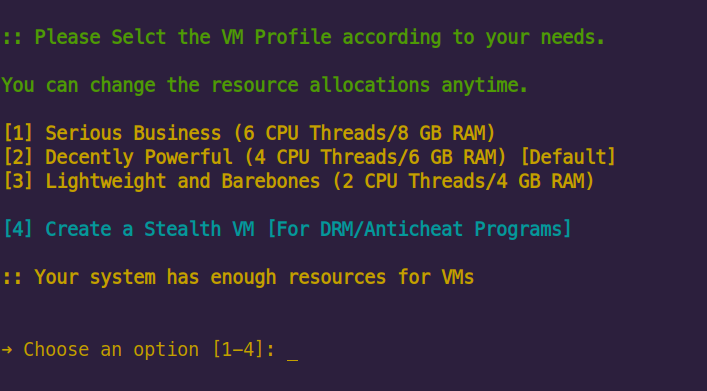 :: Please Selct the VM Profile according to your needs.
You can change the resource allocations anytime.
[1] Serious Business (6 CPU Threads/8 GB RAM)
[2] Decently Powerful (4 CPU Threads/6 GB RAM) [Default]
[3] Lightweight and Barebones (2 CPU Threads/4 GB RAM)
[4] Create a Stealth VM [For DRM/Anticheat Programs]
:: Your system has enough resources for VMs
→ Choose an option [1-4]: _